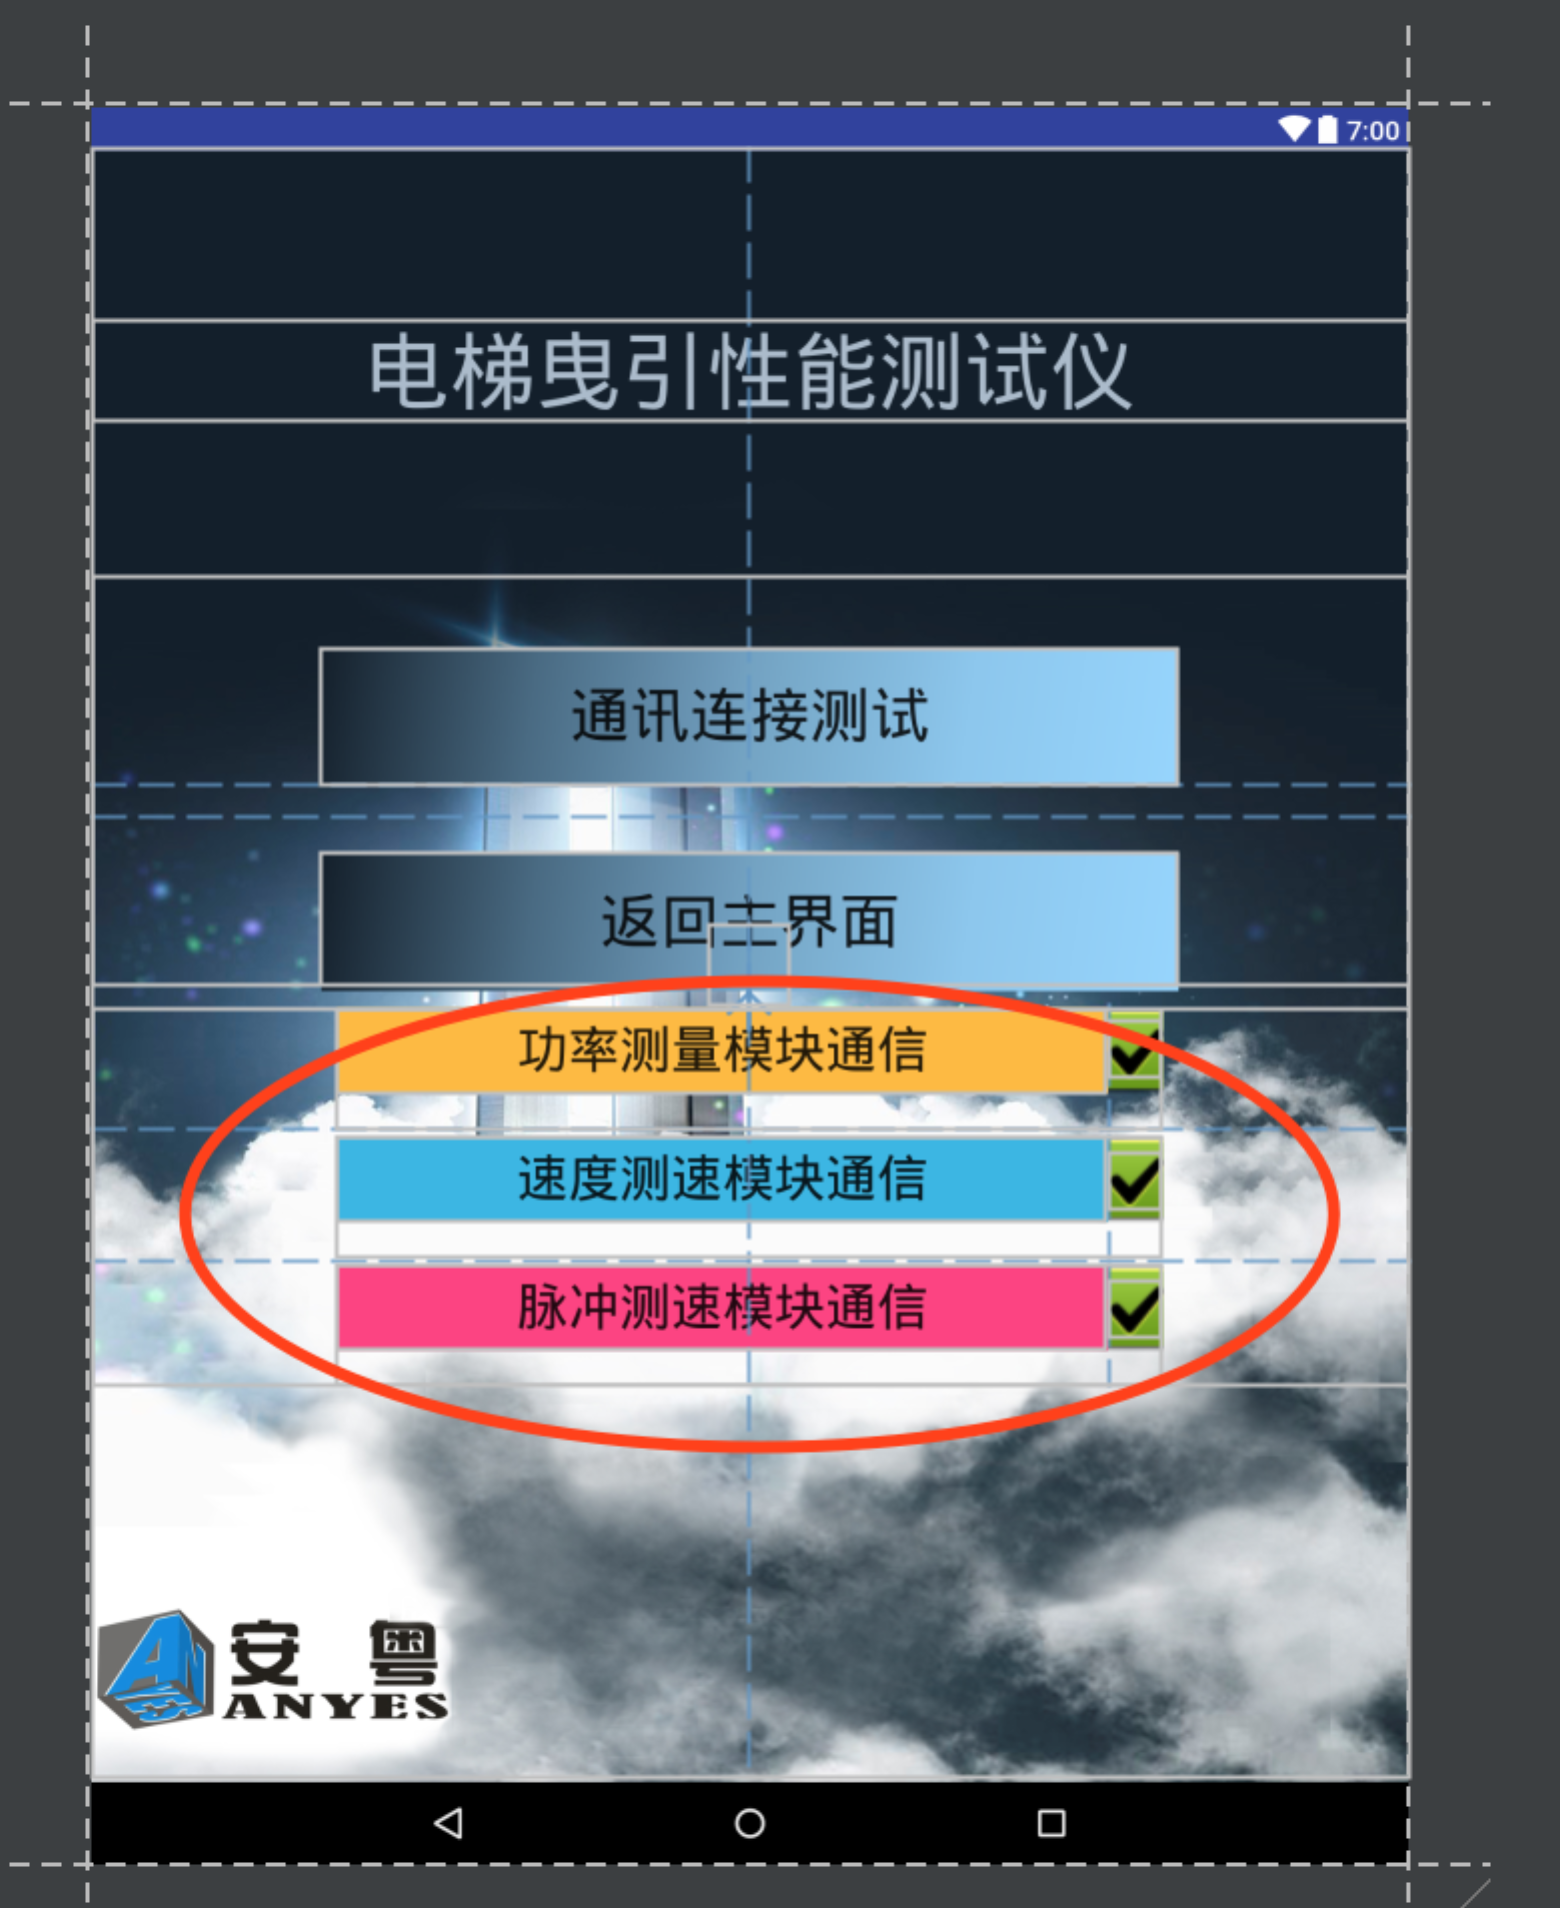 7:00
电梯曳引性能测试仪
通讯连接测试
返回主界面
功率测量模块通信
速度测速模块通信
脉冲测速模块通信
安 粤
ANYES